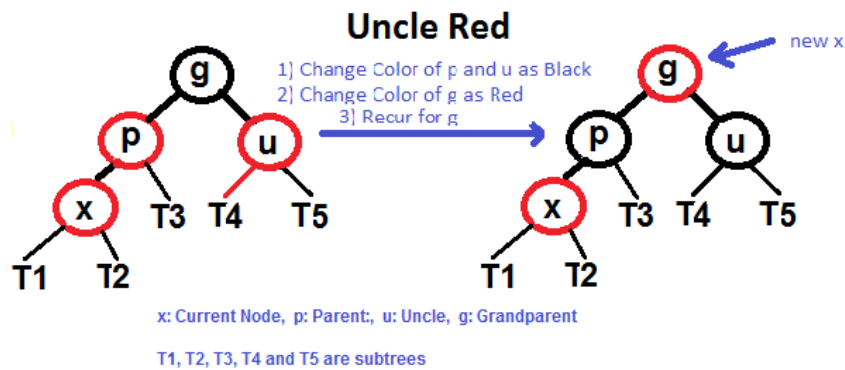 Uncle Red
new x
g
1) Change Color of p and u as Black
2) Change Color of g as Red
3) Recur for g
g
p
u
p
u
x
T3
T4
T5
x
T3
T4
T5
T1
T2
T1
T2
x: Current Node, p: Parent:, u: Uncle, g: Grandparent
T1, T2, T3, T4 and T5 are subtrees